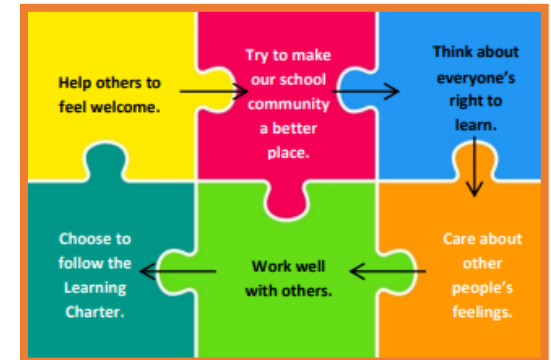 Help others to
feel welcome.
Try to make
our school
community
a better
place.
Think about
everyone's
right to
learn.
Care about
other
people's
feelings.
Work well
with others.
Choose to
follow the
Learning
Charter.